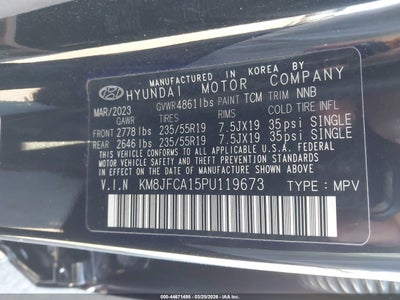 MANUFACTURED IN KOREA BY
HYUNDAI MOTOR COMPANY
MAR/2023 GVWR 4861lbs PAINT TCM TRIM NNB
GAWR TIRES RIMS COLD TIRE INFL
FRONT 2778 lbs 235/55R19 7.5JX19 35psi SINGLE
REAR 2646 lbs 235/55R19 7.5JX19 35psi SINGLE
THIS VEHICLE CONFORMS TO ALL APPLICABLE U.S.A. FEDERAL
MOTOR VEHICLE SAFETY, BUMPER AND THEFT PREVENTION
STANDARDS IN EFFECT ON THE DATE OF MANUFACTURE SHOWN ABOVE.
V.I.N KM8JFCA15PU119673 TYPE : MPV
ID: 44671495 - 03/29/2026 - © IAA, Inc.